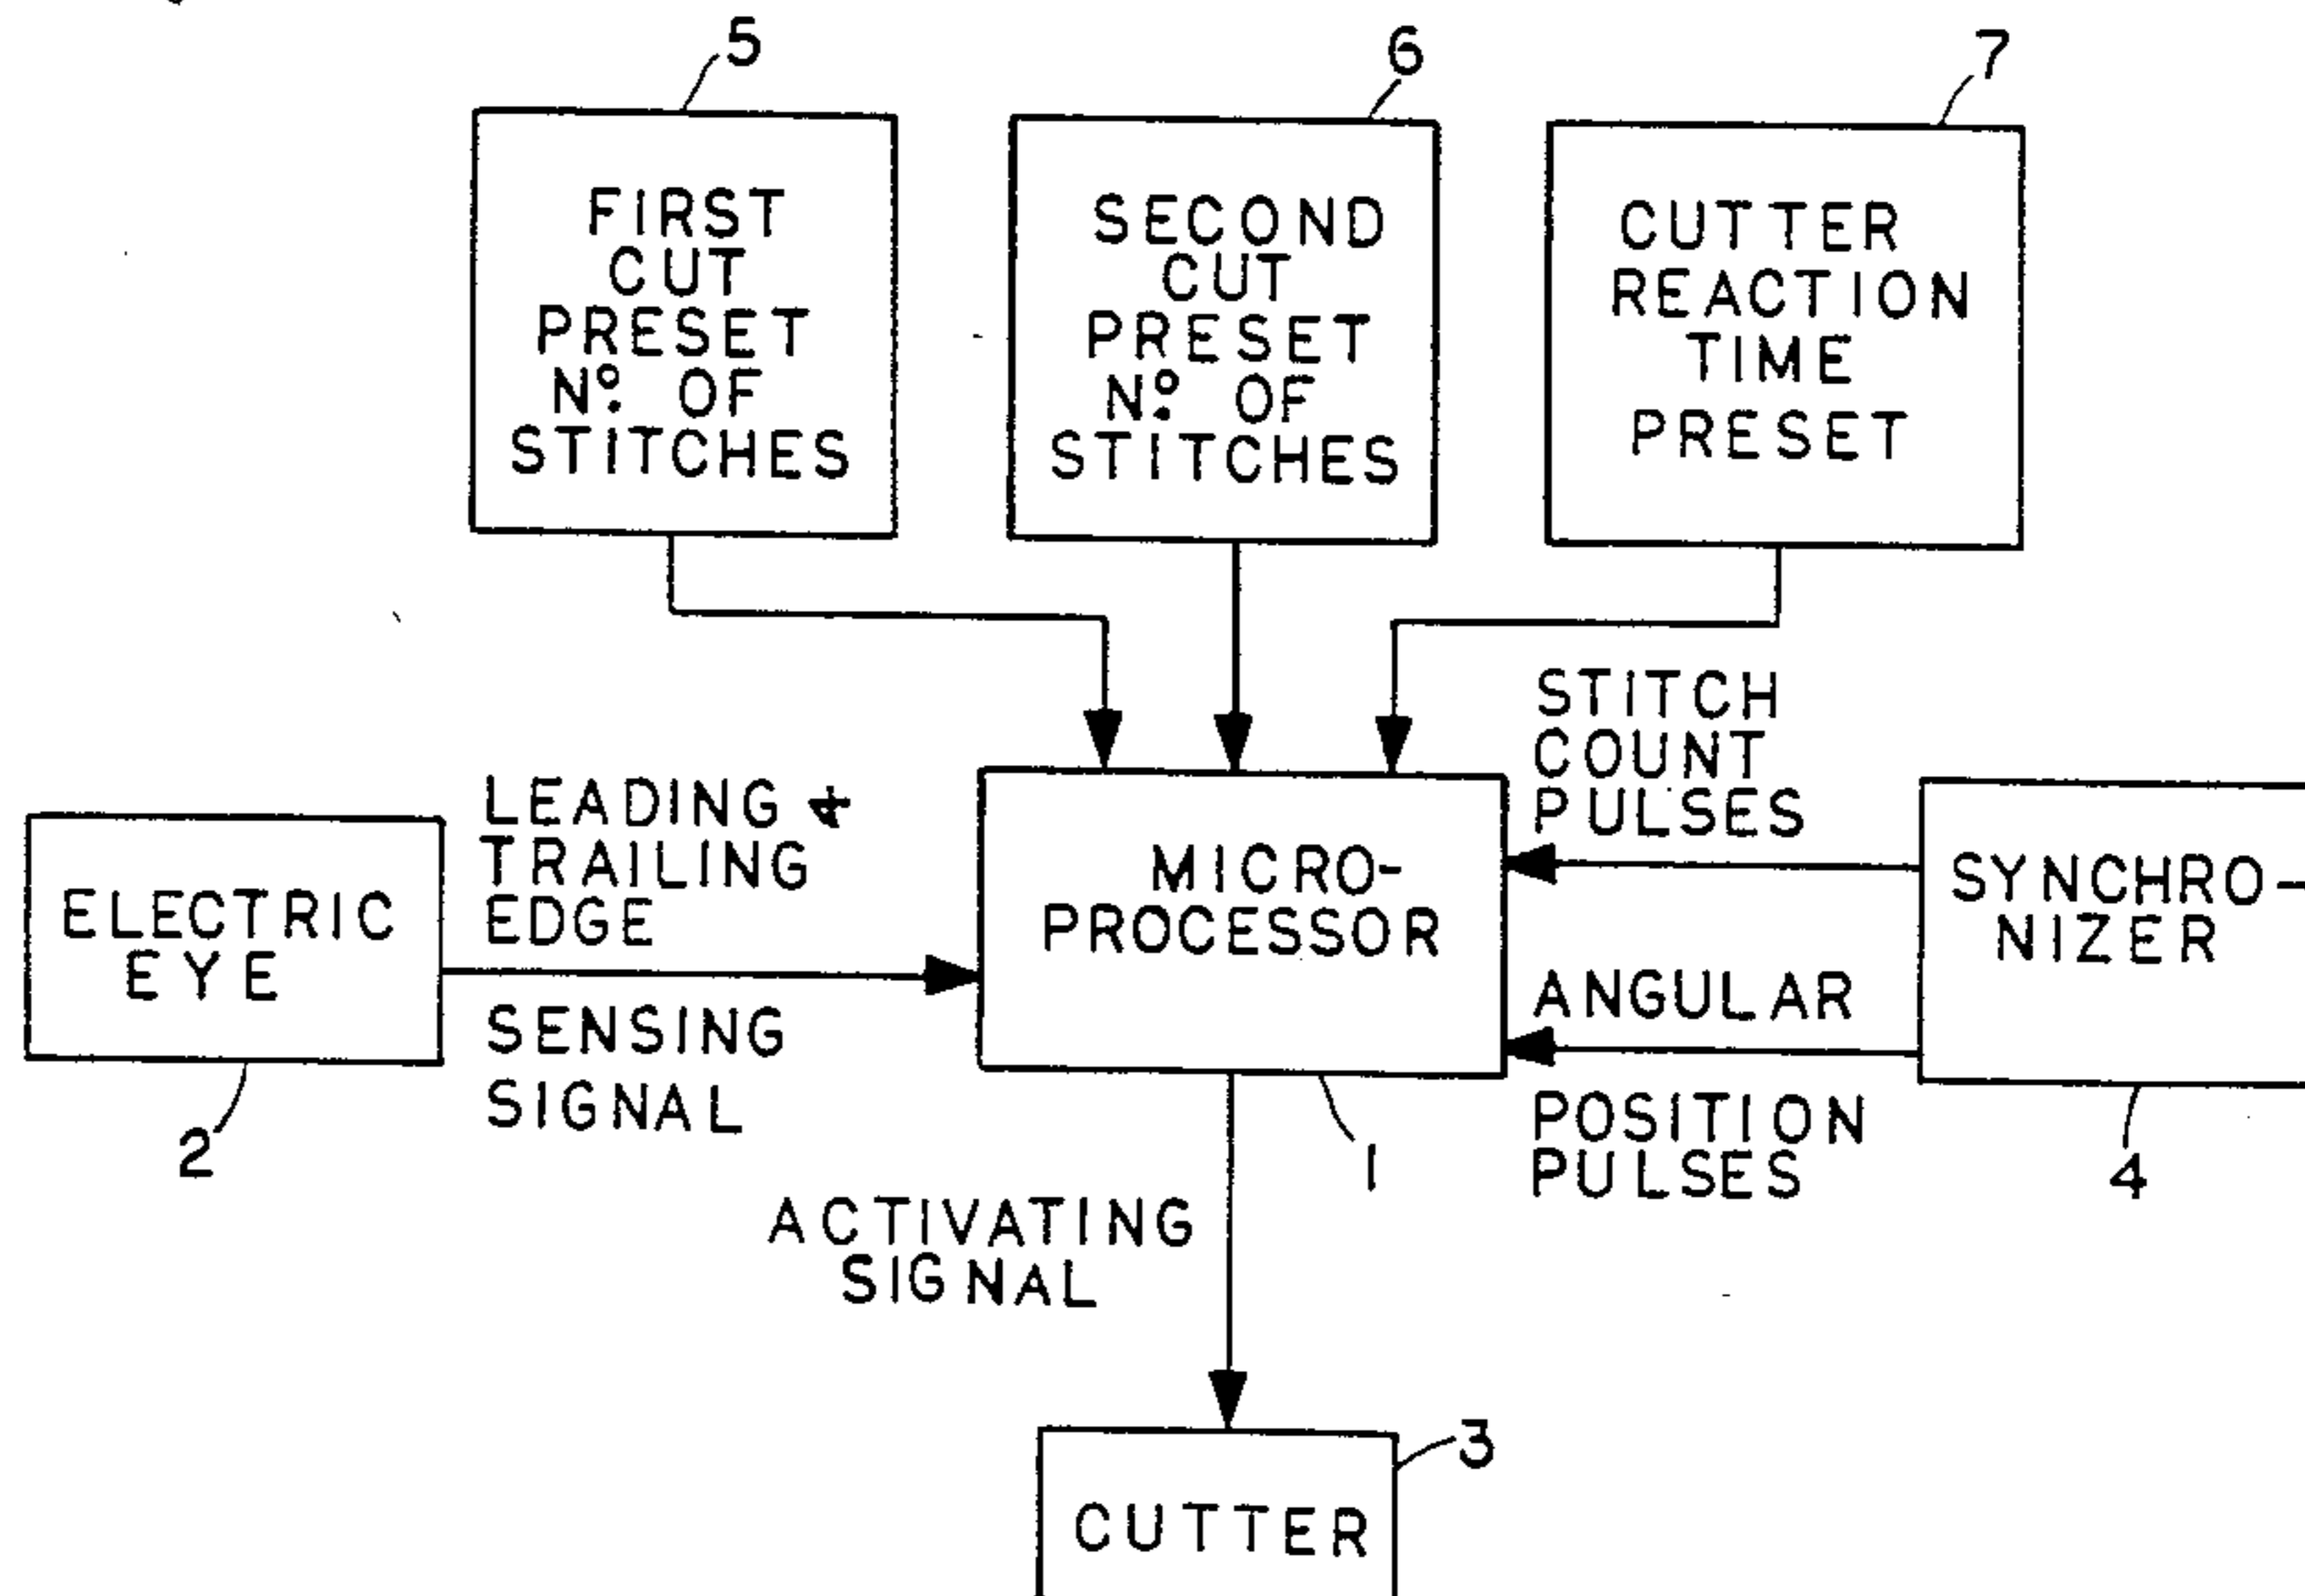 5
6
7
FIRST
CUT
PRESET
Nº. OF
STITCHES
SECOND
CUT
PRESET
Nº. OF
STITCHES
CUTTER
REACTION
TIME
PRESET
ELECTRIC
EYE
2
LEADING &
TRAILING
EDGE
SENSING
SIGNAL
MICRO-
PROCESSOR
1
STITCH
COUNT
PULSES
ANGULAR
POSITION
PULSES
SYNCHRO-
NIZER
4
ACTIVATING
SIGNAL
3
CUTTER